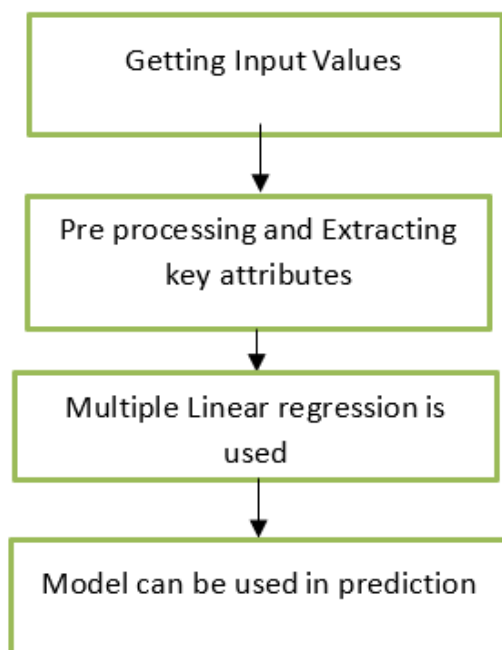 Getting Input Values
Pre processing and Extracting
key attributes
Multiple Linear regression is
used
Model can be used in prediction